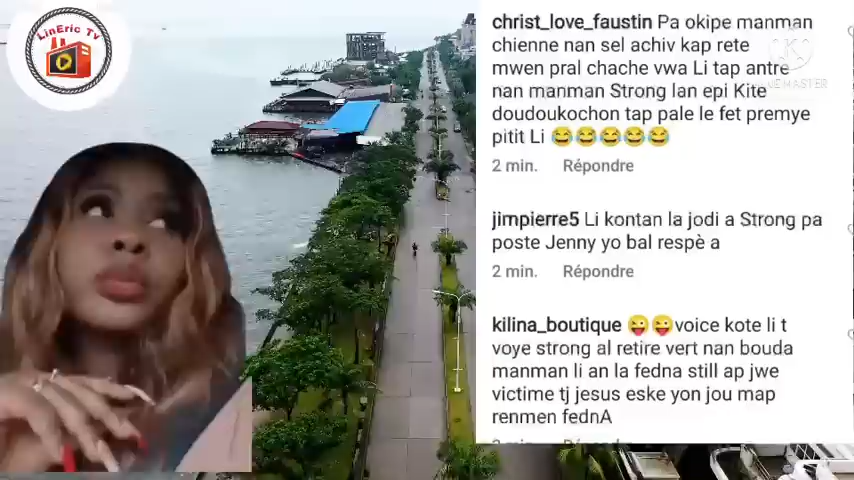 LinEric Tv
christ_love_faustin Pa okipe manman
chienne nan sel achiv kap rete
mwen pral chache vwa Li tap antre
nan manman Strong lan epi Kite
doudoukochon tap pale le fet premye
pitit Li 😂😂😂😂😂
2 min. Répondre
jimpierre5 Li kontan la jodi a Strong pa
poste Jenny yo bal respè a
2 min. Répondre
kilina_boutique 😜😜voice kote li t
voye strong al retire vert nan bouda
manman li an la fedna still ap jwe
victime tj jesus eske yon jou map
renmen fednA